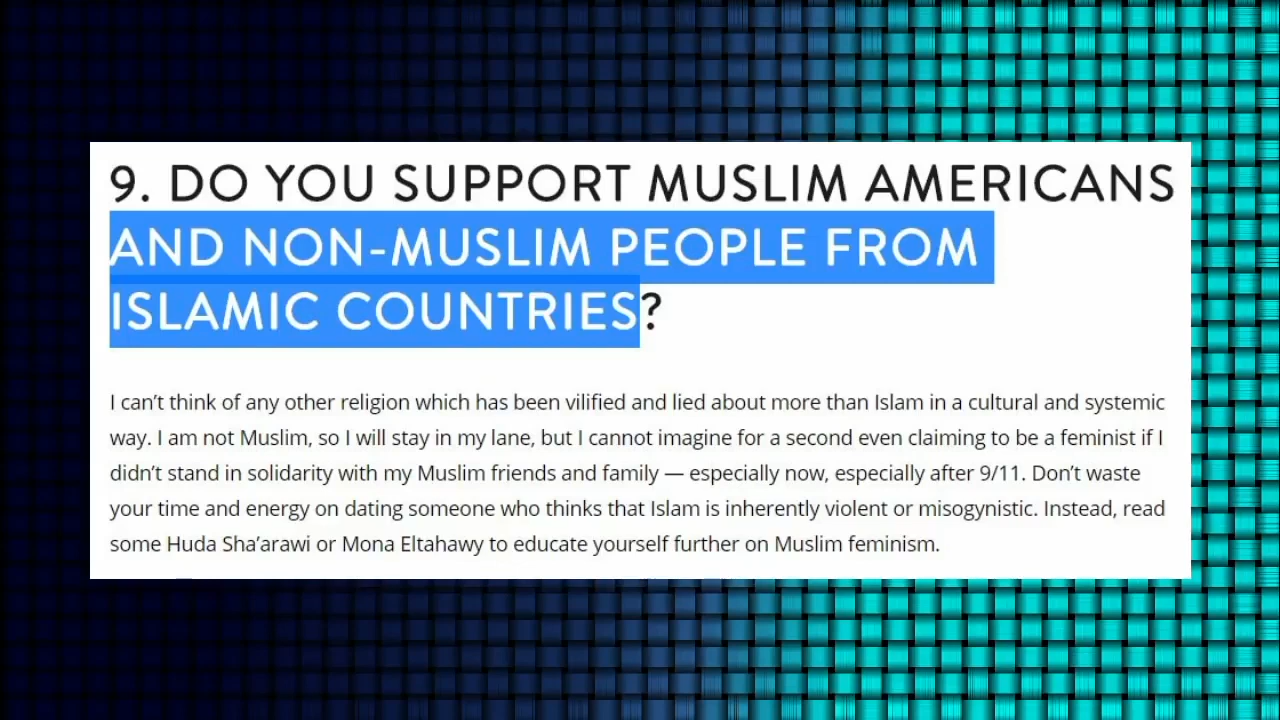 9. DO YOU SUPPORT MUSLIM AMERICANS
AND NON-MUSLIM PEOPLE FROM
ISLAMIC COUNTRIES?
I can’t think of any other religion which has been vilified and lied about more than Islam in a cultural and systemic
way. I am not Muslim, so I will stay in my lane, but I cannot imagine for a second even claiming to be a feminist if I
didn’t stand in solidarity with my Muslim friends and family — especially now, especially after 9/11. Don’t waste
your time and energy on dating someone who thinks that Islam is inherently violent or misogynistic. Instead, read
some Huda Sha’arawi or Mona Eltahawy to educate yourself further on Muslim feminism.